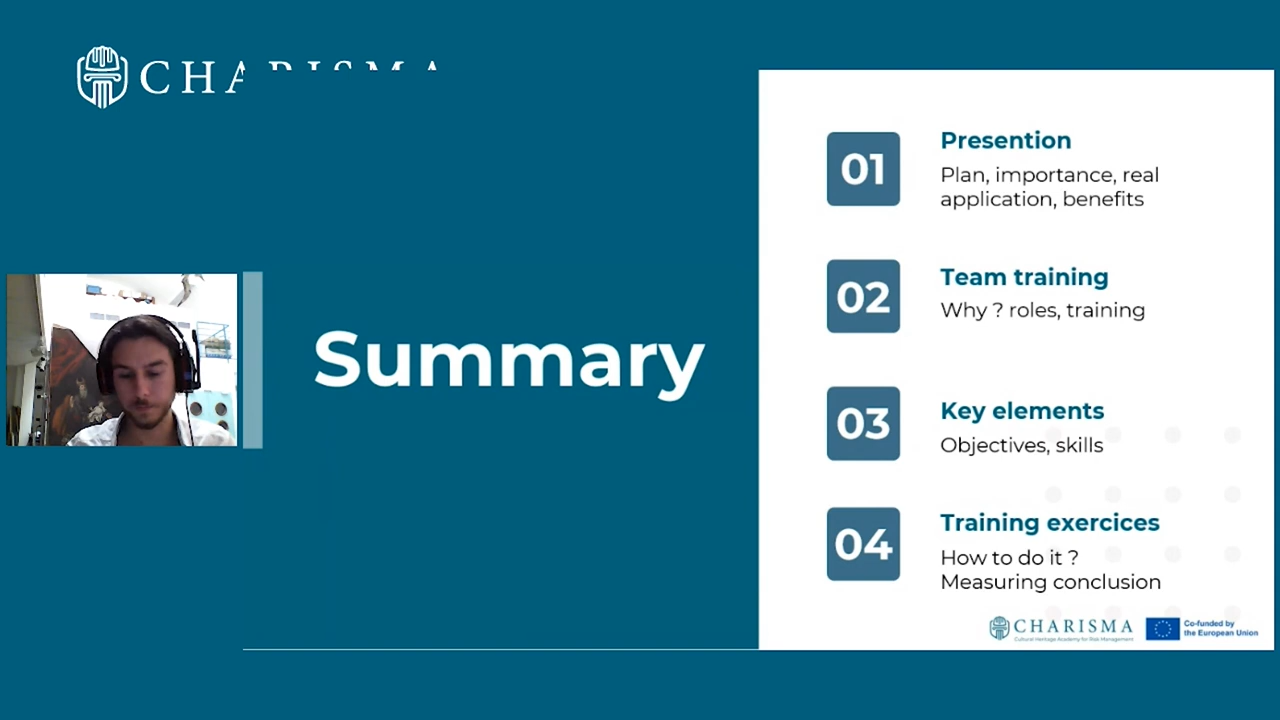 CHARISMA
Summary
01
Presention
Plan, importance, real
application, benefits
02
Team training
Why ? roles, training
03
Key elements
Objectives, skills
04
Training exercices
How to do it ?
Measuring conclusion
CHARISMA
Cultural Heritage Academy for Risk Management
Co-funded by
the European Union